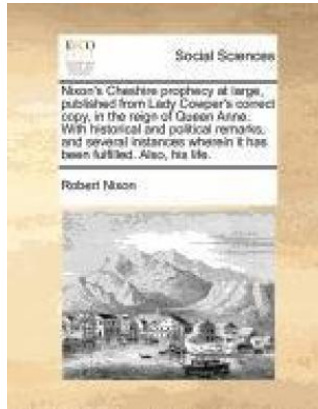 ECCO
Social Sciences
Nixon's Cheshire prophecy at large,
published from Lady Cowper's correct
copy, in the reign of Queen Anne.
With historical and political remarks,
and several instances wherein it has
been fulfilled. Also, his life.
Robert Nixon